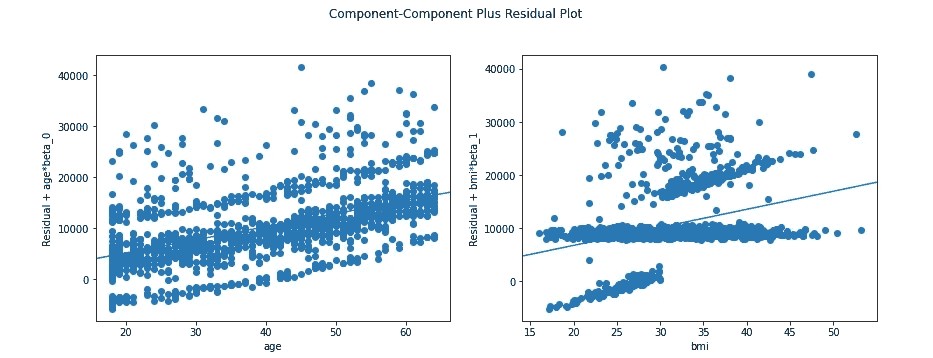 Component-Component Plus Residual Plot
Residual + age*beta_0
40000
30000
20000
10000
0
20 30 40 50 60
age
Residual + bmi*beta_1
40000
30000
20000
10000
0
15 20 25 30 35 40 45 50
bmi